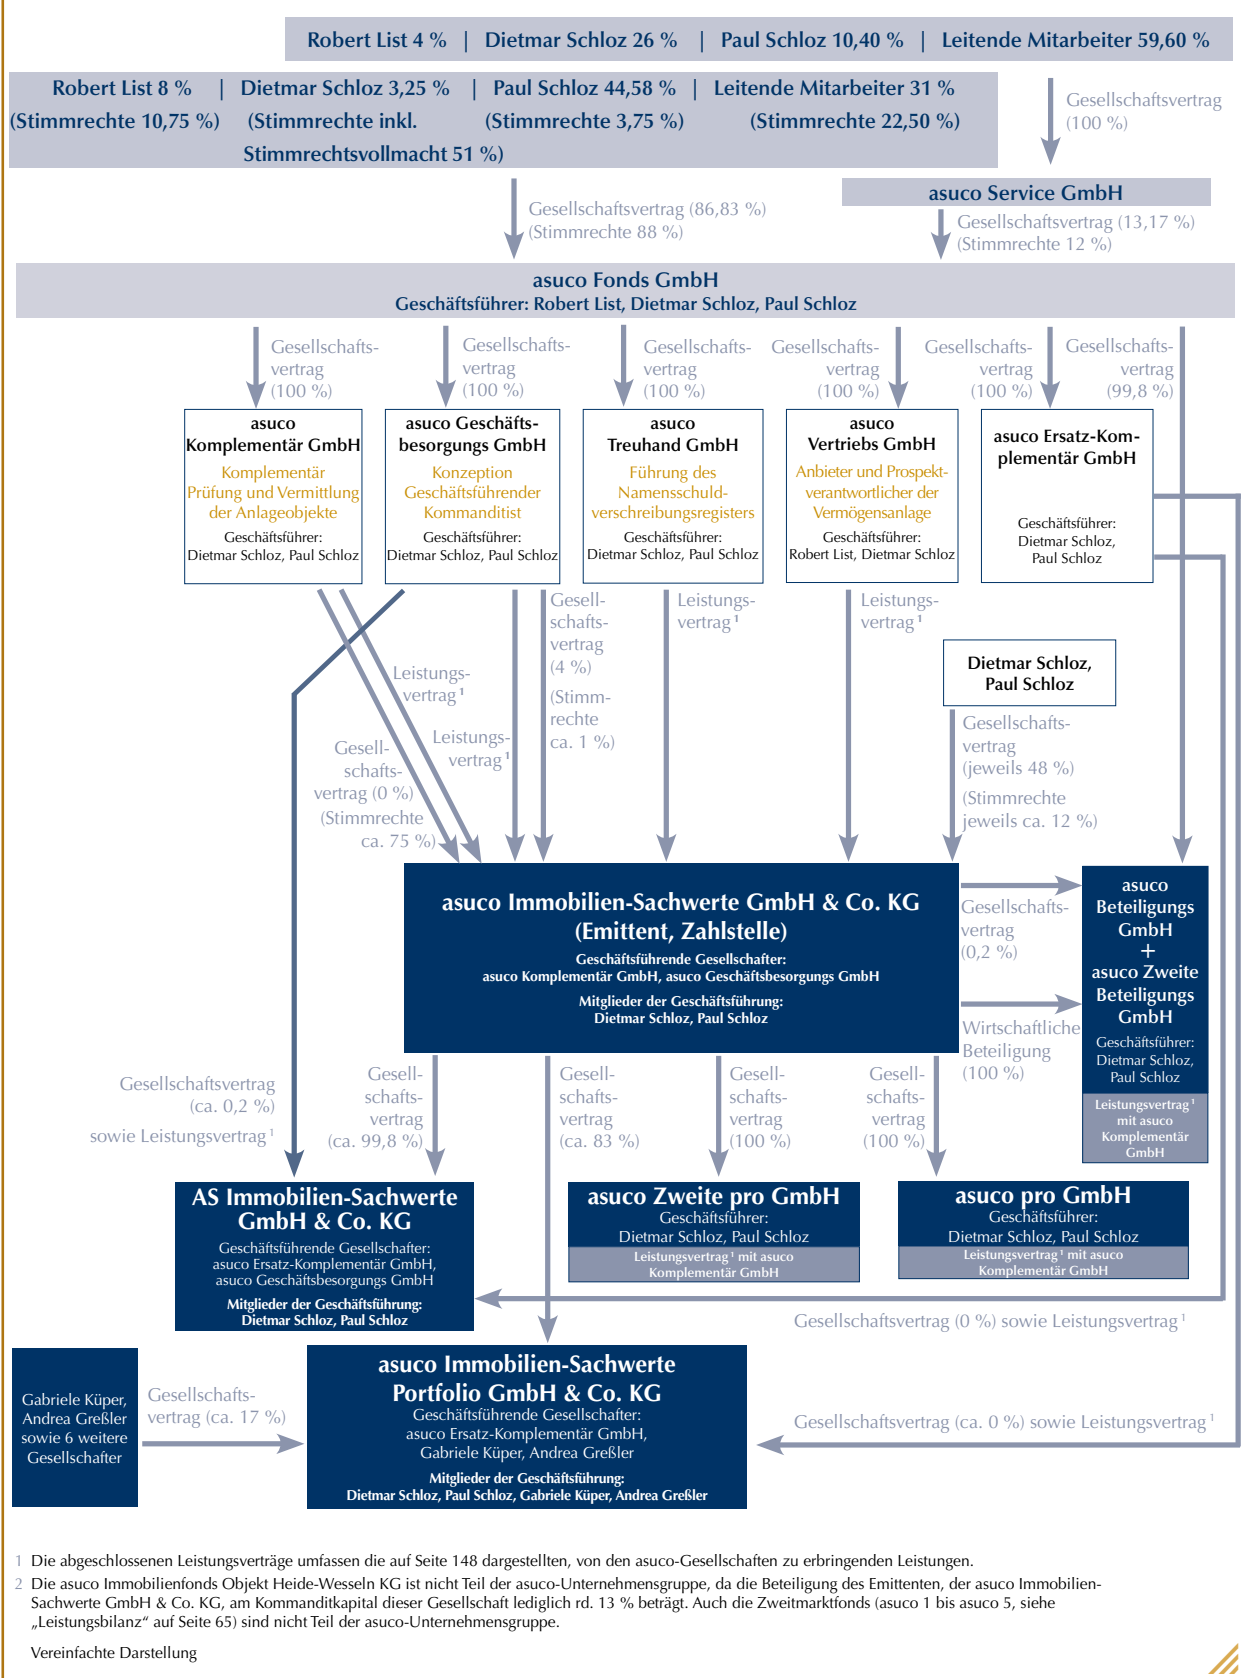 Robert List 4 % | Dietmar Schloz 26 % | Paul Schloz 10,40 % | Leitende Mitarbeiter 59,60 %
Robert List 8 % | Dietmar Schloz 3,25 % | Paul Schloz 44,58 % | Leitende Mitarbeiter 31 %
(Stimmrechte 10,75 %) (Stimmrechte inkl. (Stimmrechte 3,75 %) (Stimmrechte 22,50 %)
Stimmrechtsvollmacht 51 %)
Gesellschaftsvertrag
(100 %)
asuco Service GmbH
Gesellschaftsvertrag (86,83 %)
(Stimmrechte 88 %)
Gesellschaftsvertrag (13,17 %)
(Stimmrechte 12 %)
asuco Fonds GmbH
Geschäftsführer: Robert List, Dietmar Schloz, Paul Schloz
Gesellschafts-
vertrag
(100 %)
Gesellschafts-
vertrag
(100 %)
Gesellschafts-
vertrag
(100 %)
Gesellschafts-
vertrag
(100 %)
Gesellschafts-
vertrag
(100 %)
Gesellschafts-
vertrag
(99,8 %)
asuco
Komplementär GmbH
Komplementär
Prüfung und Vermittlung
der Anlageobjekte
Geschäftsführer:
Dietmar Schloz, Paul Schloz
asuco Geschäfts-
besorgungs GmbH
Konzeption
Geschäftsführender
Kommanditist
Geschäftsführer:
Dietmar Schloz, Paul Schloz
asuco
Treuhand GmbH
Führung des
Namensschuld-
verschreibungsregisters
Geschäftsführer:
Dietmar Schloz, Paul Schloz
asuco
Vertriebs GmbH
Anbieter und Prospekt-
verantwortlicher der
Vermögensanlage
Geschäftsführer:
Robert List, Dietmar Schloz
asuco Ersatz-Kom-
plementär GmbH
Geschäftsführer:
Dietmar Schloz,
Paul Schloz
Gesell-
schafts-
vertrag
(4 %)
(Stimm-
rechte
ca. 1 %)
Leistungs-
vertrag ¹
Leistungs-
vertrag ¹
Leistungs-
vertrag ¹
Leistungs-
vertrag ¹
Gesell-
schafts-
vertrag (0 %)
(Stimmrechte
ca. 75 %)
Dietmar Schloz,
Paul Schloz
Gesellschafts-
vertrag
(jeweils 48 %)
(Stimmrechte
jeweils ca. 12 %)
asuco Immobilien-Sachwerte GmbH & Co. KG
(Emittent, Zahlstelle)
Geschäftsführende Gesellschafter:
asuco Komplementär GmbH, asuco Geschäftsbesorgungs GmbH
Mitglieder der Geschäftsführung:
Dietmar Schloz, Paul Schloz
Gesellschafts-
vertrag
(0,2 %)
Wirtschaftliche
Beteiligung
(100 %)
asuco
Beteiligungs
GmbH
+
asuco Zweite
Beteiligungs
GmbH
Geschäftsführer:
Dietmar Schloz,
Paul Schloz
Leistungsvertrag ¹
mit asuco
Komplementär
GmbH
Gesellschaftsvertrag
(ca. 0,2 %)
sowie Leistungsvertrag ¹
Gesell-
schafts-
vertrag
(ca. 99,8 %)
Gesell-
schafts-
vertrag
(ca. 83 %)
Gesell-
schafts-
vertrag
(100 %)
Gesell-
schafts-
vertrag
(100 %)
AS Immobilien-Sachwerte
GmbH & Co. KG
Geschäftsführende Gesellschafter:
asuco Ersatz-Komplementär GmbH,
asuco Geschäftsbesorgungs GmbH
Mitglieder der Geschäftsführung:
Dietmar Schloz, Paul Schloz
asuco Zweite pro GmbH
Geschäftsführer:
Dietmar Schloz, Paul Schloz
Leistungsvertrag ¹ mit asuco
Komplementär GmbH
asuco pro GmbH
Geschäftsführer:
Dietmar Schloz, Paul Schloz
Leistungsvertrag ¹ mit asuco
Komplementär GmbH
Gesellschaftsvertrag (0 %) sowie Leistungsvertrag ¹
Gabriele Küper,
Andrea Greßler
sowie 6 weitere
Gesellschafter
Gesellschafts-
vertrag (ca. 17 %)
asuco Immobilien-Sachwerte
Portfolio GmbH & Co. KG
Geschäftsführende Gesellschafter:
asuco Ersatz-Komplementär GmbH,
Gabriele Küper, Andrea Greßler
Mitglieder der Geschäftsführung:
Dietmar Schloz, Paul Schloz, Gabriele Küper, Andrea Greßler
Gesellschaftsvertrag (ca. 0 %) sowie Leistungsvertrag ¹
1 Die abgeschlossenen Leistungsverträge umfassen die auf Seite 148 dargestellten, von den asuco-Gesellschaften zu erbringenden Leistungen.
2 Die asuco Immobilienfonds Objekt Heide-Wesseln KG ist nicht Teil der asuco-Unternehmensgruppe, da die Beteiligung des Emittenten, der asuco Immobilien-
Sachwerte GmbH & Co. KG, am Kommanditkapital dieser Gesellschaft lediglich rd. 13 % beträgt. Auch die Zweitmarktfonds (asuco 1 bis asuco 5, siehe
„Leistungsbilanz“ auf Seite 65) sind nicht Teil der asuco-Unternehmensgruppe.
Vereinfachte Darstellung